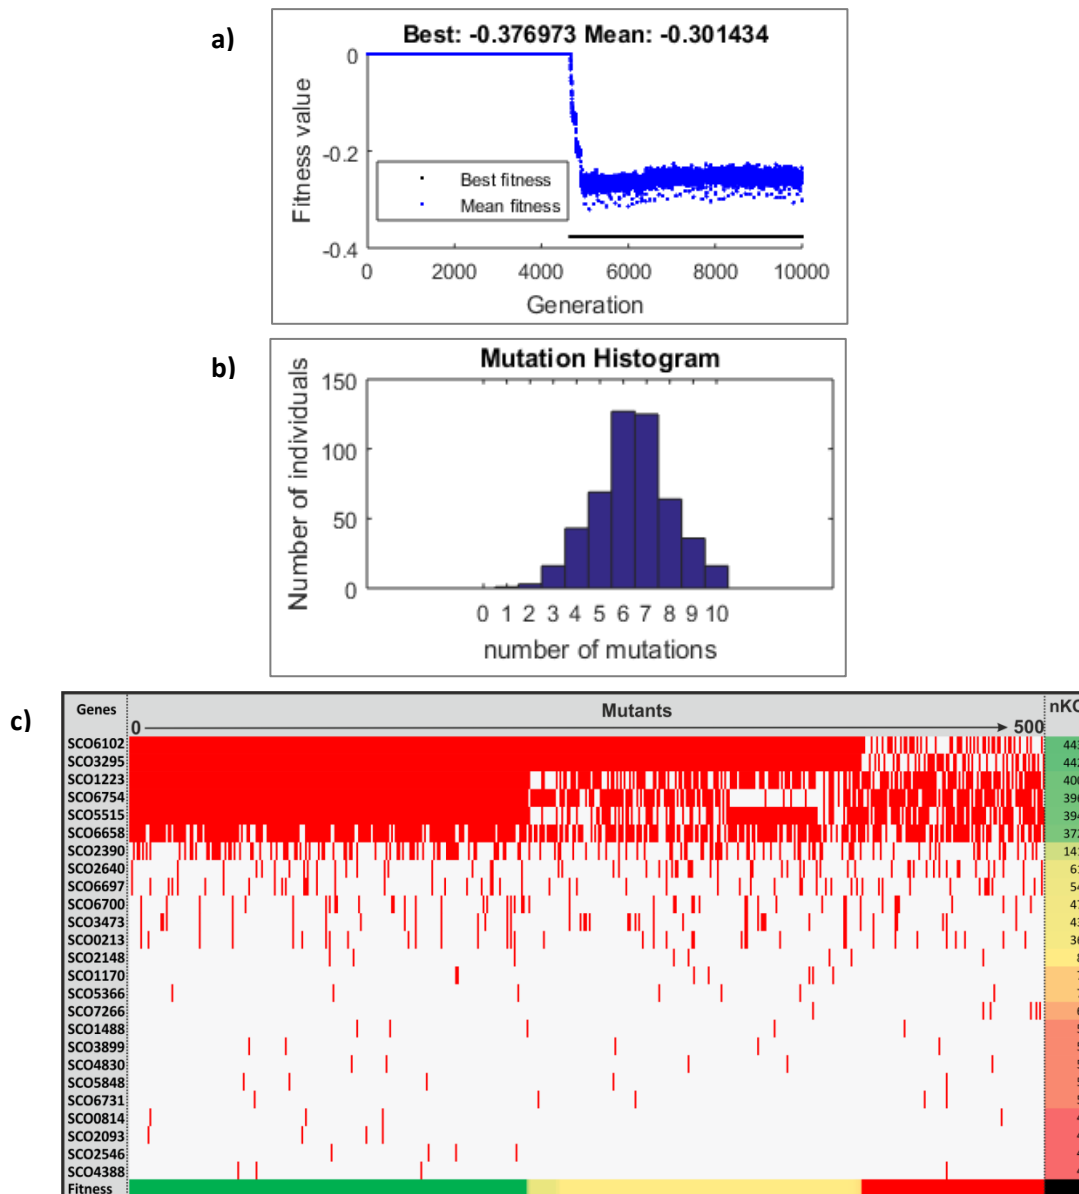 a)
Best: -0.376973 Mean: -0.301434
0
-0.2
-0.4
Fitness value
Best fitness
Mean fitness
0 2000 4000 6000 8000 10000
Generation
b)
Mutation Histogram
150
100
50
0
Number of individuals
0 1 2 3 4 5 6 7 8 9 10
number of mutations
c)
Genes Mutants
0 500
SCO6102
SCO3295
SCO1223
SCO6754
SCO5515
SCO6658
SCO2390
SCO2640
SCO6697
SCO6700
SCO3473
SCO0213
SCO2148
SCO1170
SCO5366
SCO7266
SCO1488
SCO3899
SCO4830
SCO5848
SCO6731
SCO0814
SCO2093
SCO2546
SCO4388
Fitness